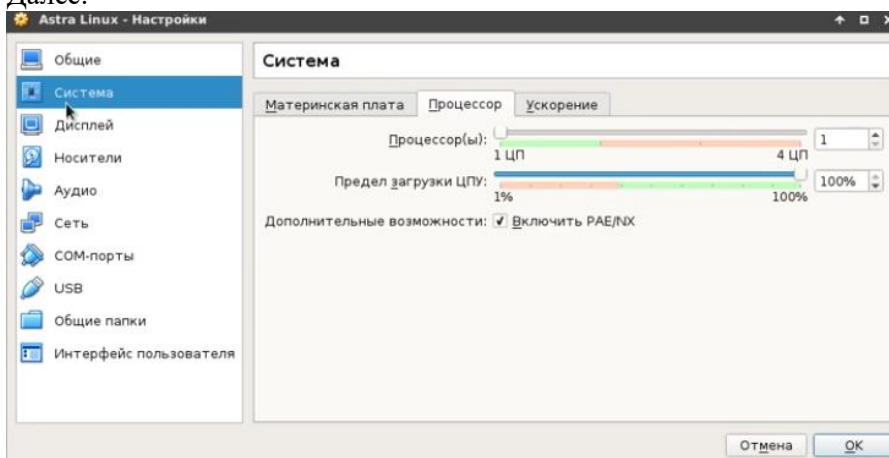 Далее.
Astra Linux - Настройки
Общие
Система
Дисплей
Носители
Аудио
Сеть
COM-порты
USB
Общие папки
Интерфейс пользователя
Система
Материнская плата Процессор Ускорение
Процессор(ы): 1
1 ЦП 4 ЦП
Предел загрузки ЦПУ: 100%
1% 100%
Дополнительные возможности: Включить PAE/NX
Отмена OK